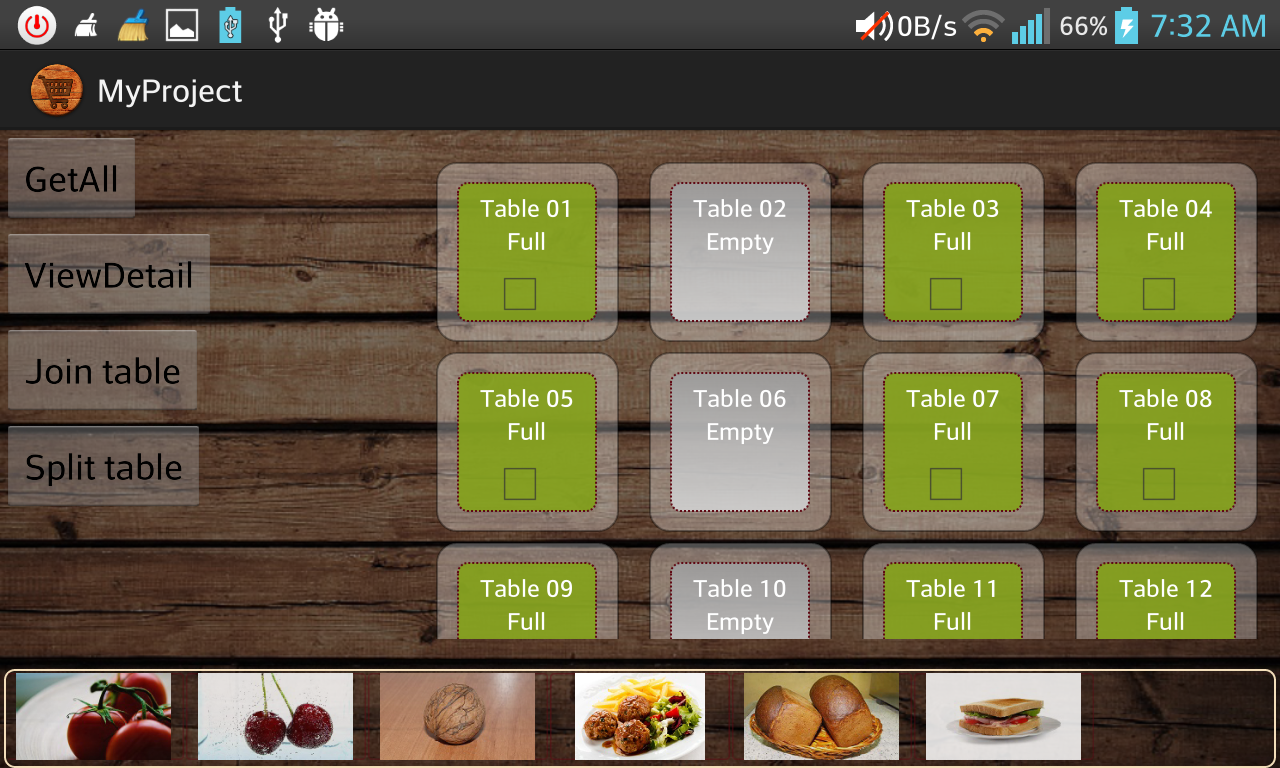 0B/s 66% 7:32 AM
MyProject
GetAll
ViewDetail
Join table
Split table
Table 01
Full
Table 02
Empty
Table 03
Full
Table 04
Full
Table 05
Full
Table 06
Empty
Table 07
Full
Table 08
Full
Table 09
Full
Table 10
Empty
Table 11
Full
Table 12
Full